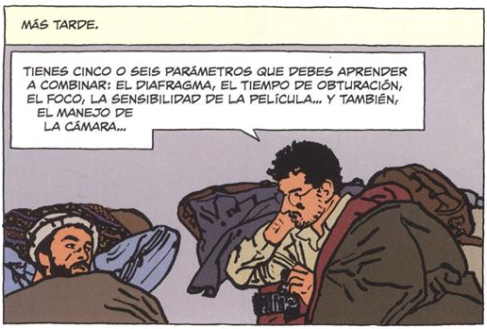 MÁS TARDE.
TIENES CINCO O SEIS PARÁMETROS QUE DEBES APRENDER
A COMBINAR: EL DIAFRAGMA, EL TIEMPO DE OBTURACIÓN,
EL FOCO, LA SENSIBILIDAD DE LA PELÍCULA... Y TAMBIÉN,
EL MANEJO DE
LA CÁMARA...